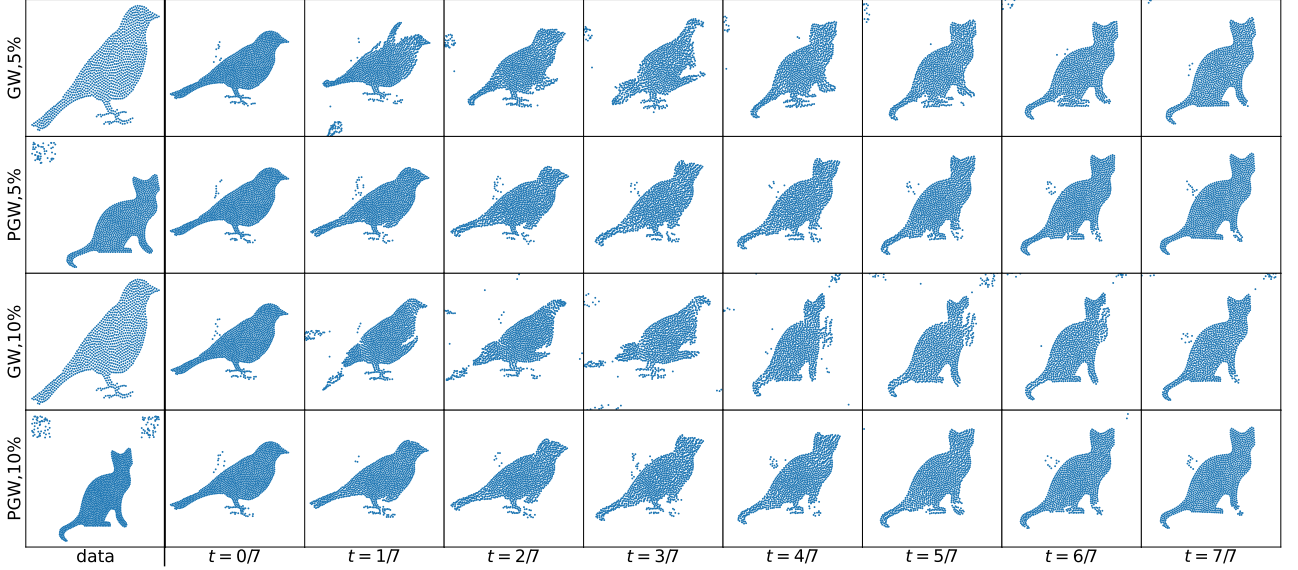 GW,5%
PGW,5%
GW,10%
PGW,10%
data t = 0/7 t = 1/7 t = 2/7 t = 3/7 t = 4/7 t = 5/7 t = 6/7 t = 7/7